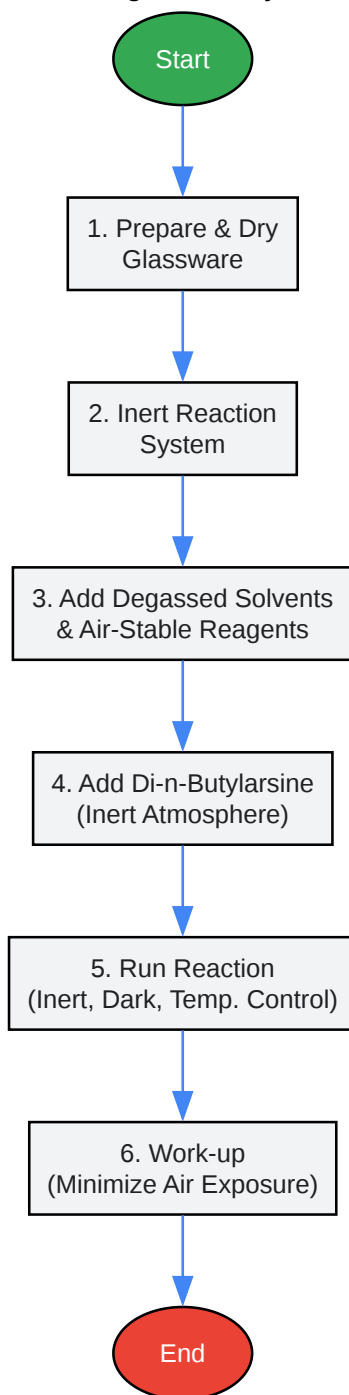 Start
1. Prepare & Dry
Glassware
2. Inert Reaction
System
3. Add Degassed Solvents
& Air-Stable Reagents
4. Add Di-n-Butylarsine
(Inert Atmosphere)
5. Run Reaction
(Inert, Dark, Temp. Control)
6. Work-up
(Minimize Air Exposure)
End